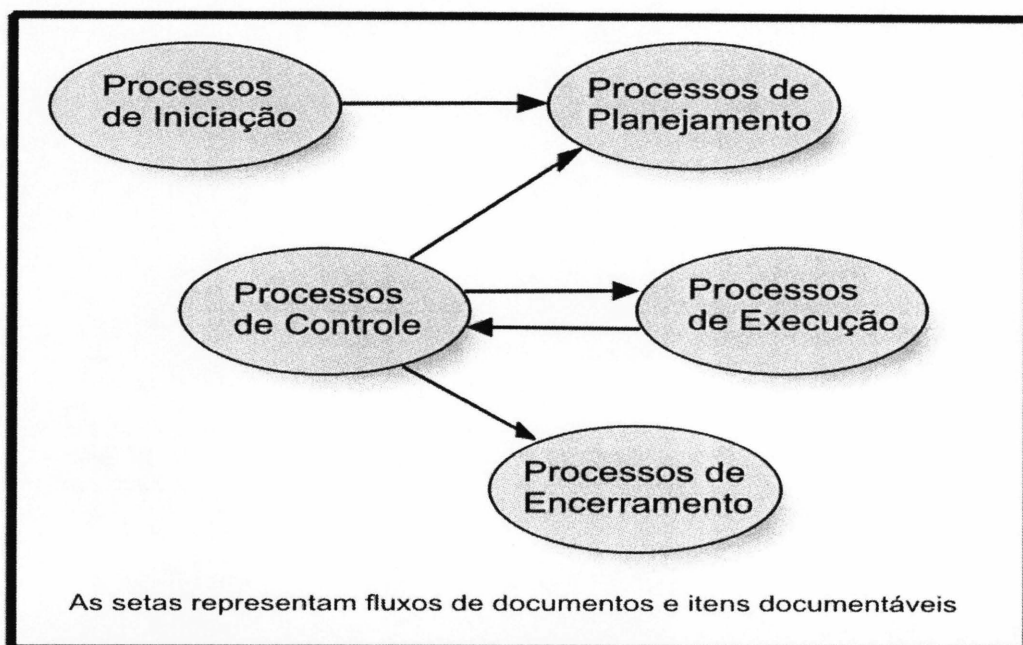 Processos
de Iniciação
Processos de
Planejamento
Processos
de Controle
Processos
de Execução
Processos de
Encerramento
As setas representam fluxos de documentos e itens documentáveis